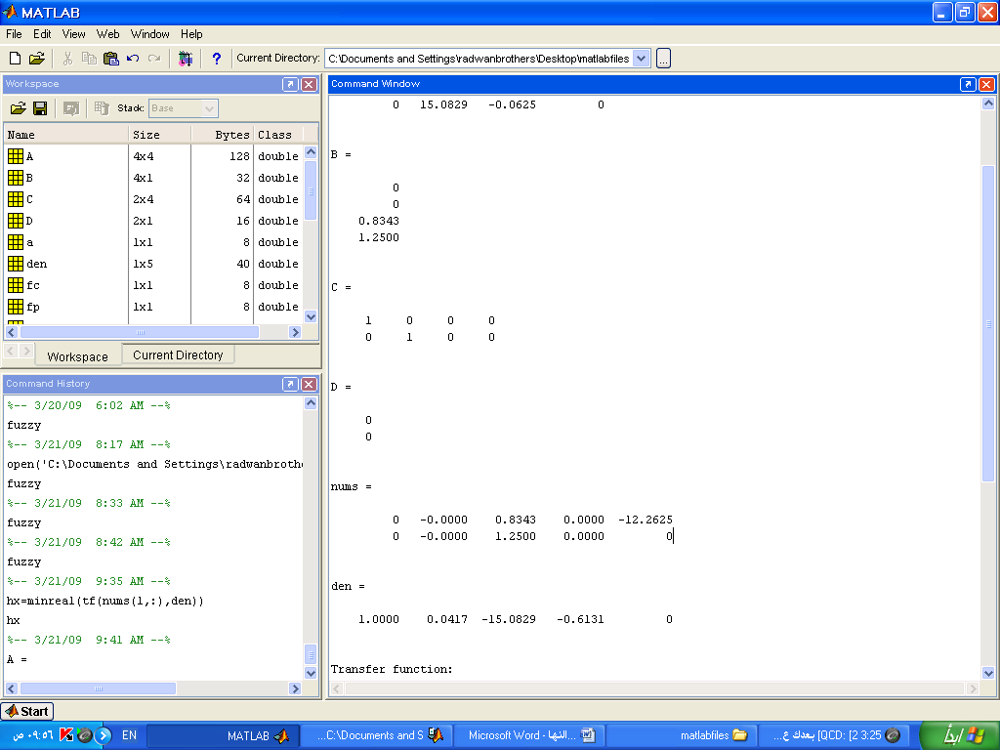 MATLAB
File Edit View Web Window Help
Current Directory: C:\Documents and Settings\radwanbrothers\Desktop\matlabfiles ...
Workspace
Stack: Base
Name Size Bytes Class
A 4x4 128 double
B 4x1 32 double
C 2x4 64 double
D 2x1 16 double
a 1x1 8 double
den 1x5 40 double
fc 1x1 8 double
fp 1x1 8 double
Workspace Current Directory
Command History
%-- 3/20/09 6:02 AM --%
fuzzy
%-- 3/21/09 8:17 AM --%
open('C:\Documents and Settings\radwanbrothe
fuzzy
%-- 3/21/09 8:33 AM --%
fuzzy
%-- 3/21/09 8:42 AM --%
fuzzy
%-- 3/21/09 9:35 AM --%
hx=minreal(tf(nums(1,:),den))
hx
%-- 3/21/09 9:41 AM --%
A =
Command Window
0 15.0829 -0.0625 0
B =
0
0
0.8343
1.2500
C =
1 0 0 0
0 1 0 0
D =
0
0
nums =
0 -0.0000 0.8343 0.0000 -12.2625
0 -0.0000 1.2500 0.0000 0
den =
1.0000 0.0417 -15.0829 -0.6131 0
Transfer function:
Start
٠٩:٥٦ ص
EN
MATLAB
...C:\Documents and S
Microsoft Word - النها...
matlabfiles
...بعدك ع [QCD: [2 3:25
ابدأ